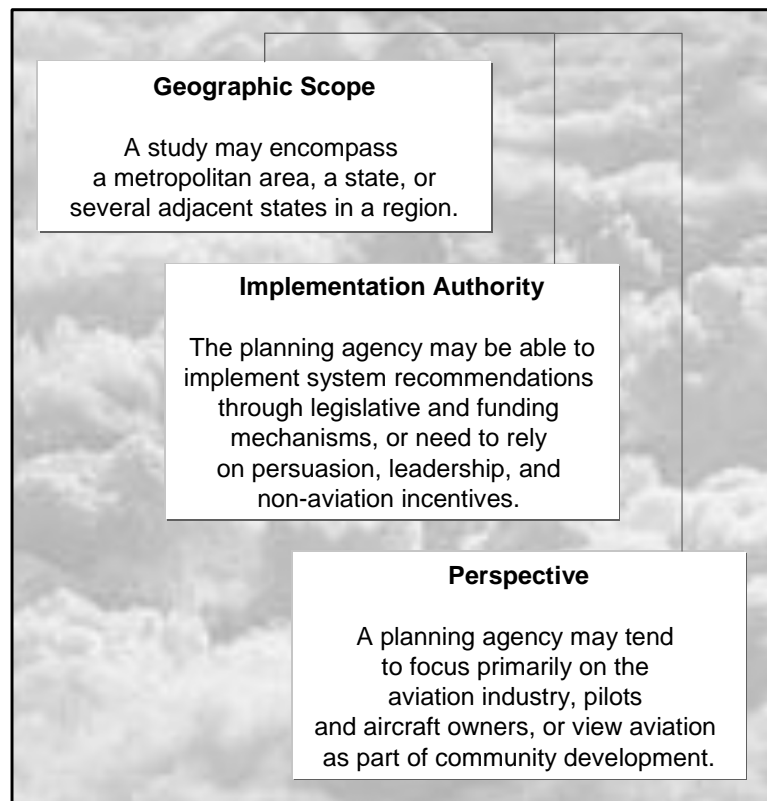 Geographic Scope
A study may encompass
a metropolitan area, a state, or
several adjacent states in a region.
Implementation Authority
The planning agency may be able to
implement system recommendations
through legislative and funding
mechanisms, or need to rely
on persuasion, leadership, and
non-aviation incentives.
Perspective
A planning agency may tend
to focus primarily on the
aviation industry, pilots
and aircraft owners, or view aviation
as part of community development.